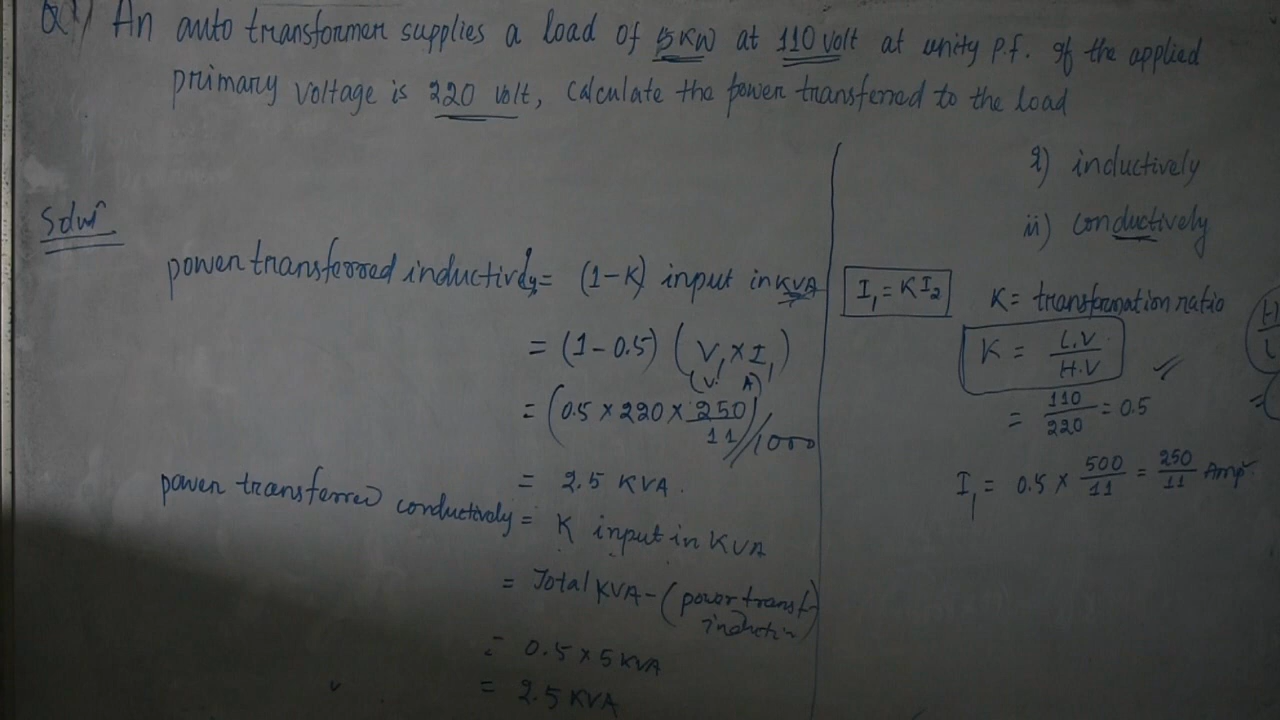 Q1) An auto transformer supplies a load of 5KW at 110 volt at unity p.f. If the applied
primary voltage is 220 volt, calculate the power transferred to the load
i) inductively
ii) conductively
Soluⁿ
power transferred inductively = (1-K) input in KVA
= (1-0.5) (V₁ × I₁)
(V. A)
= (0.5 × 220 × 250/11)/1000
= 2.5 KVA.
power transferred conductively = K input in KVA
= Total KVA - (power transf
inducti
= 0.5 × 5 KVA
= 2.5 KVA
I₁ = KI₂
K = transformation ratio
K = L.V./H.V
= 110/220 = 0.5
I₁ = 0.5 × 500/11 = 250/11 Amp.